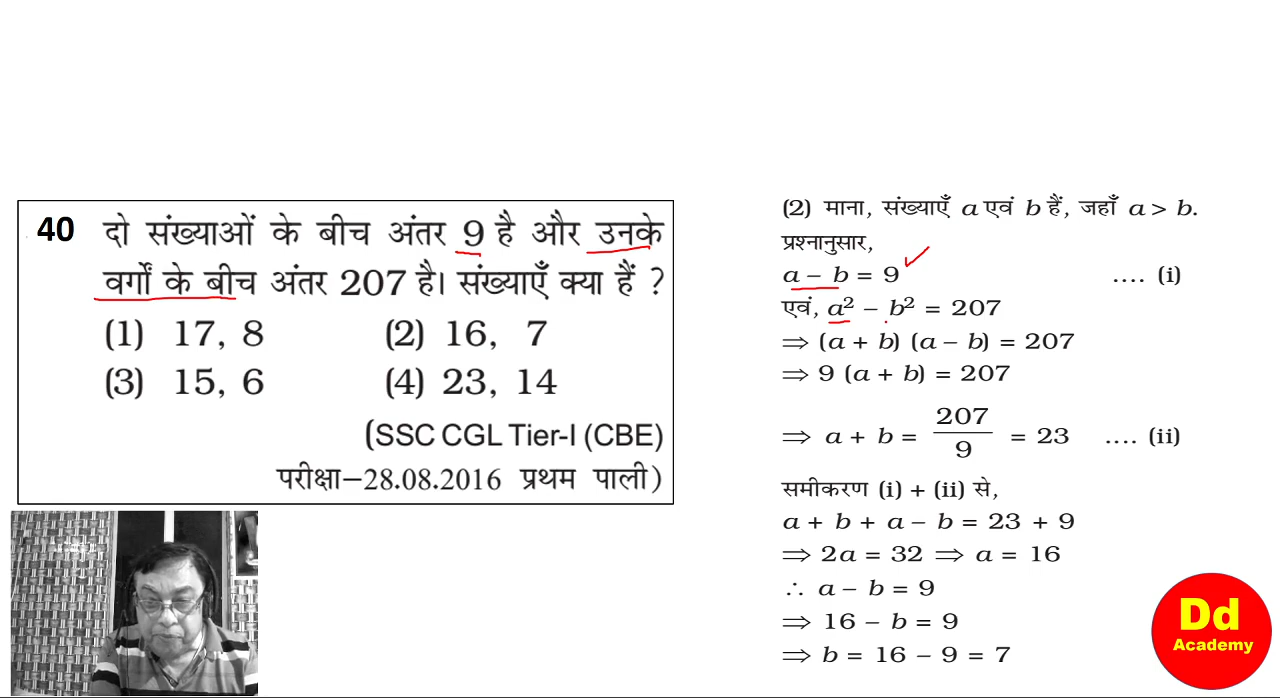 40 दो संख्याओं के बीच अंतर 9 है और उनके
वर्गों के बीच अंतर 207 है। संख्याएँ क्या हैं ?
(1) 17, 8 (2) 16, 7
(3) 15, 6 (4) 23, 14
(SSC CGL Tier-I (CBE)
परीक्षा–28.08.2016 प्रथम पाली)
(2) माना, संख्याएँ a एवं b हैं, जहाँ a > b.
प्रश्नानुसार,
a – b = 9 .... (i)
एवं, a² – b² = 207
⇒ (a + b) (a – b) = 207
⇒ 9 (a + b) = 207
⇒ a + b = 207/9 = 23 .... (ii)
समीकरण (i) + (ii) से,
a + b + a – b = 23 + 9
⇒ 2a = 32 ⇒ a = 16
∴ a – b = 9
⇒ 16 – b = 9
⇒ b = 16 – 9 = 7
Dd
Academy